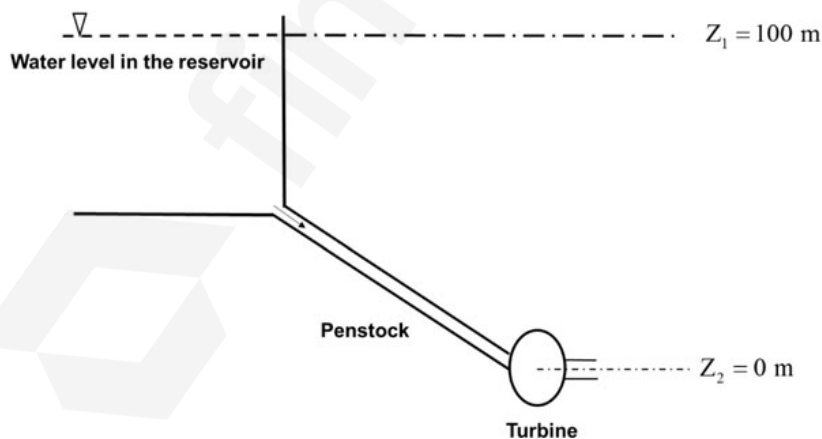 Z₁ = 100 m
Water level in the reservoir
Penstock
Z₂ = 0 m
Turbine